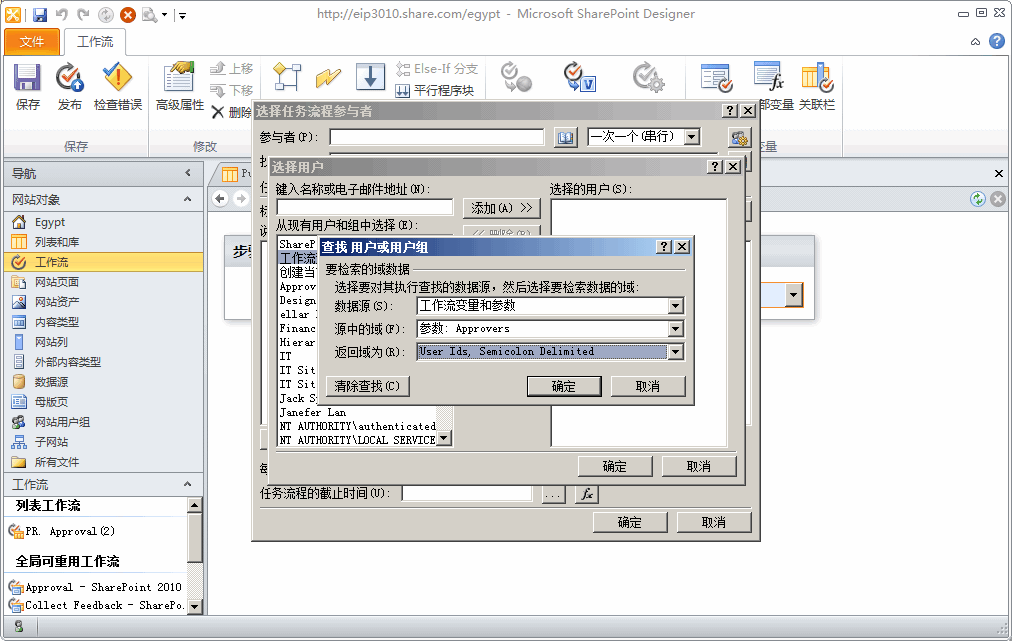 http://eip3010.share.com/egypt - Microsoft SharePoint Designer
文件 工作流
保存 发布 检查错误 高级属性 上移 下移 删除 Else-If 分支 平行程序块 部变量 关联栏
保存 修改 量
选择任务流程参与者
参与者(P): 一次一个(串行)
导航
网站对象
Egypt
列表和库
工作流
网站页面
网站资产
内容类型
网站列
外部内容类型
数据源
母版页
网站用户组
子网站
所有文件
工作流
列表工作流
PR. Approval(2)
全局可重用工作流
Approval - SharePoint 2010
Collect Feedback - SharePo.
步
选择用户
键入名称或电子邮件地址(N): 选择的用户(S):
添加(A) >>
<< 删除(R)
从现有用户和组中选择(E):
ShareP
工作流
创建当
Approv
Design
ellar
Financ
Hierar
IT
IT Sit
IT Sit
Jack S
Janefer Lan
NT AUTHORITY\authenticated
NT AUTHORITY\LOCAL SERVICE
查找 用户或用户组
要检索的域数据
选择要对其执行查找的数据源，然后选择要检索数据的域:
数据源(S): 工作流变量和参数
源中的域(F): 参数: Approvers
返回域为(R): User Ids, Semicolon Delimited
清除查找(C) 确定 取消
确定 取消
任务流程的截止时间(U): ... fx
确定 取消